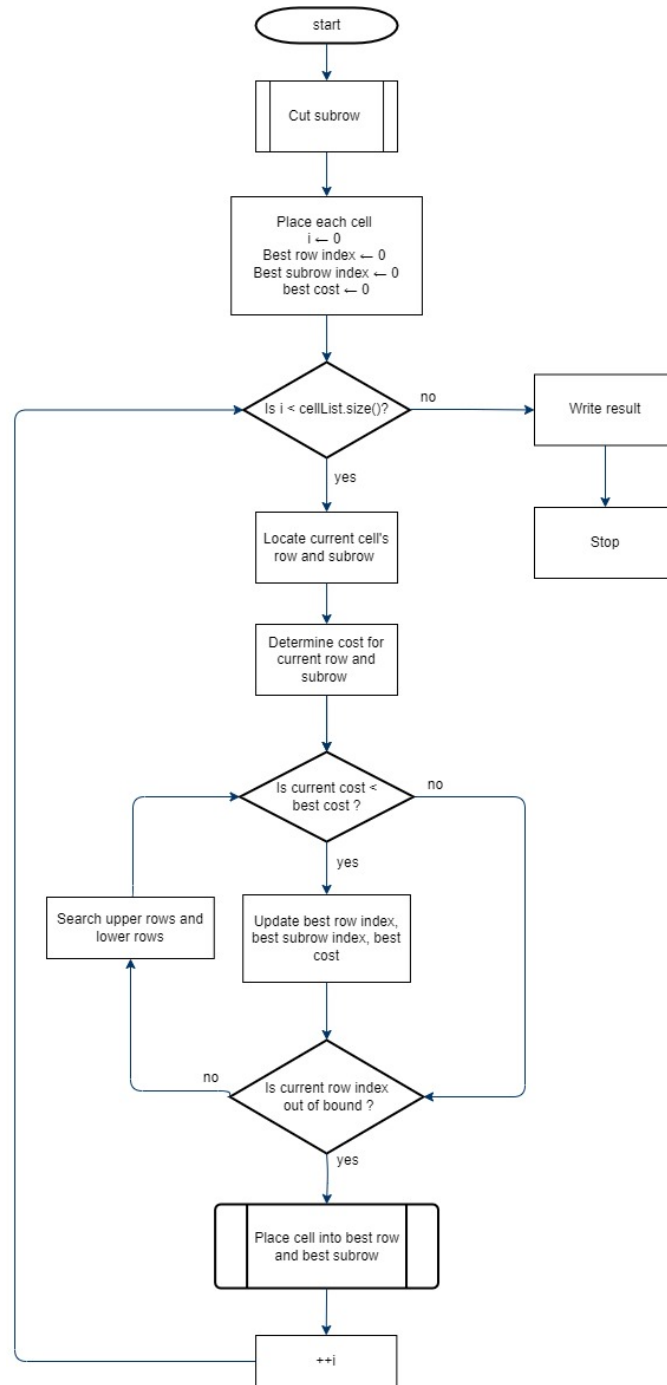 start
Cut subrow
Place each cell
i ← 0
Best row index ← 0
Best subrow index ← 0
best cost ← 0
Is i < cellList.size()?
no
Write result
yes
Stop
Locate current cell's
row and subrow
Determine cost for
current row and
subrow
Is current cost <
best cost ?
no
yes
Search upper rows and
lower rows
Update best row index,
best subrow index, best
cost
no
Is current row index
out of bound ?
yes
Place cell into best row
and best subrow
++i